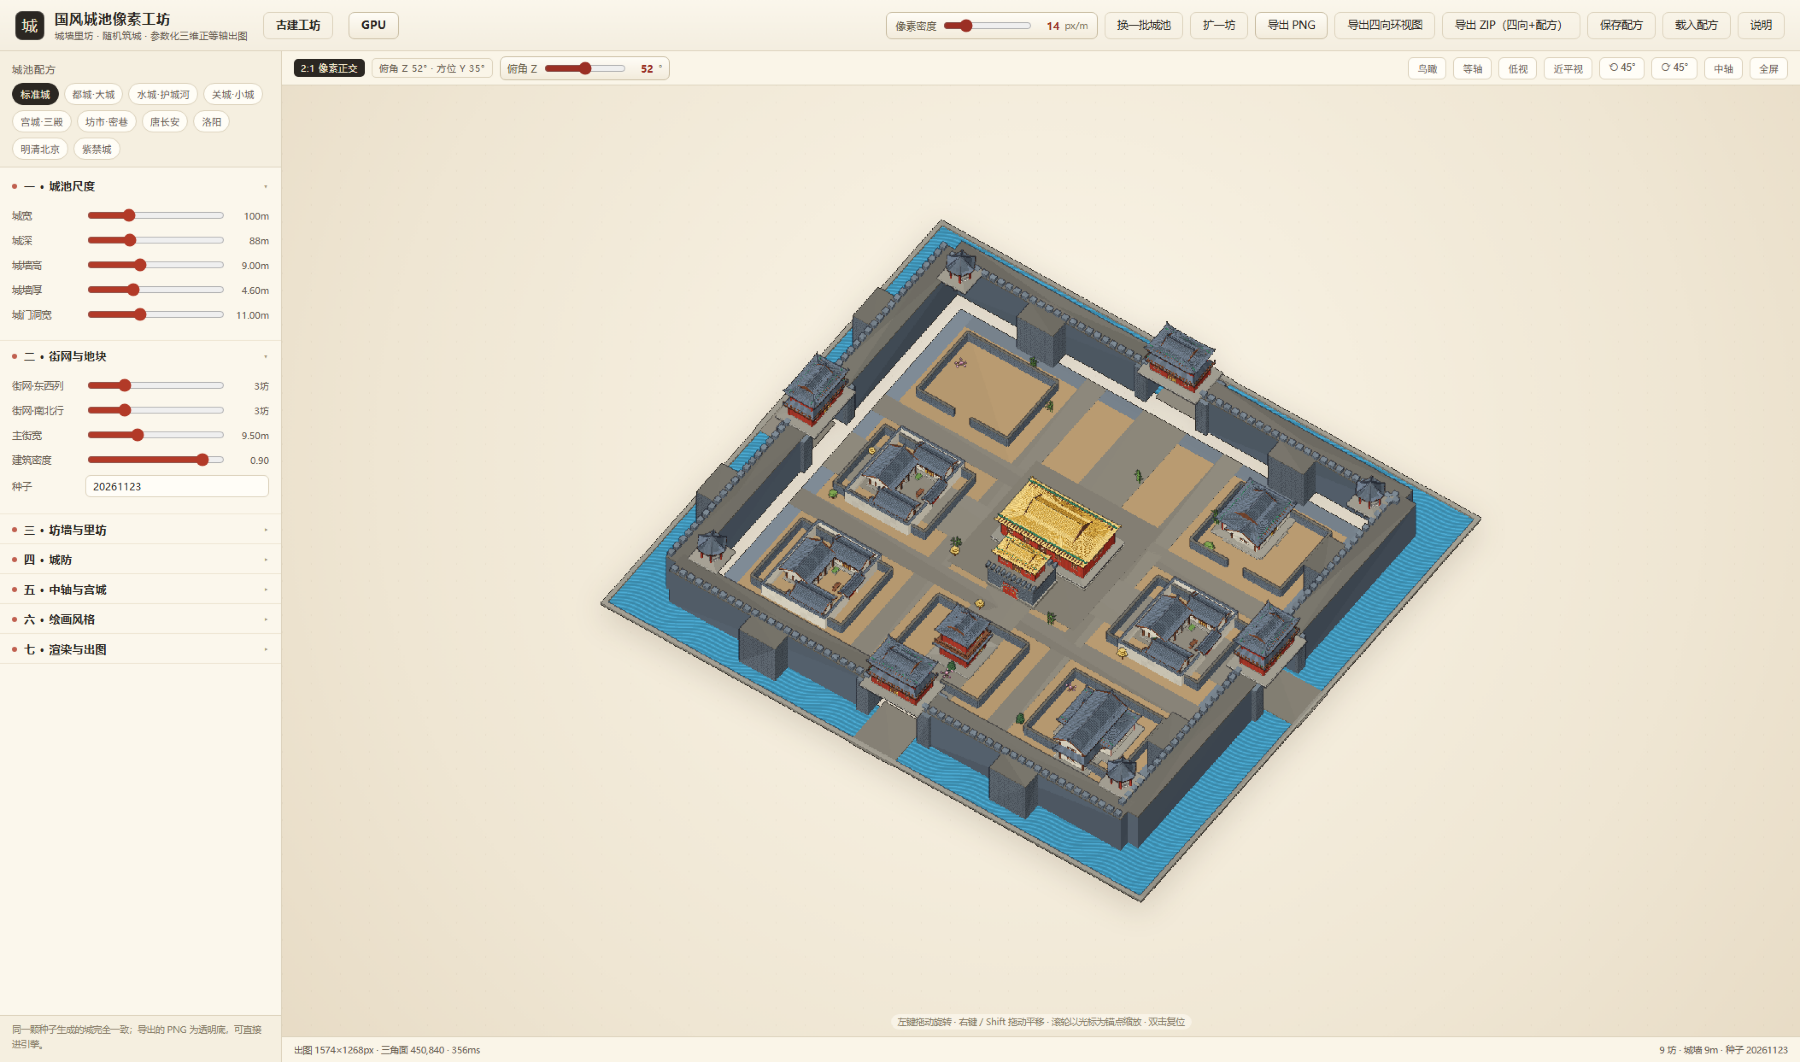 城
国风城池像素工坊
城墙里坊 · 随机筑城 · 参数化三维正等轴出图
古建工坊
GPU
像素密度
14 px/m
换一批城池
扩一坊
导出 PNG
导出四向环视图
导出 ZIP（四向+配方）
保存配方
载入配方
说明
城池配方
标准城
都城·大城
水城·护城河
关城·小城
宫城·三殿
坊市·密巷
唐长安
洛阳
明清北京
紫禁城
2:1 像素正交
俯角 Z 52° · 方位 Y 35°
俯角 Z
52 °
鸟瞰
等轴
低视
近平视
⟲ 45°
⟳ 45°
中轴
全屏
一 • 城池尺度
城宽 100m
城深 88m
城墙高 9.00m
城墙厚 4.60m
城门洞宽 11.00m
二 • 街网与地块
街网·东西列 3坊
街网·南北行 3坊
主街宽 9.50m
建筑密度 0.90
种子 20261123
三 • 坊墙与里坊
四 • 城防
五 • 中轴与宫城
六 • 绘画风格
七 • 渲染与出图
同一颗种子生成的城完全一致；导出的 PNG 为透明底，可直接
进引擎。
左键拖动旋转 · 右键 / Shift 拖动平移 · 滚轮以光标为锚点缩放 · 双击复位
出图 1574×1268px · 三角面 450,840 · 356ms
9 坊 · 城墙 9m · 种子 20261123